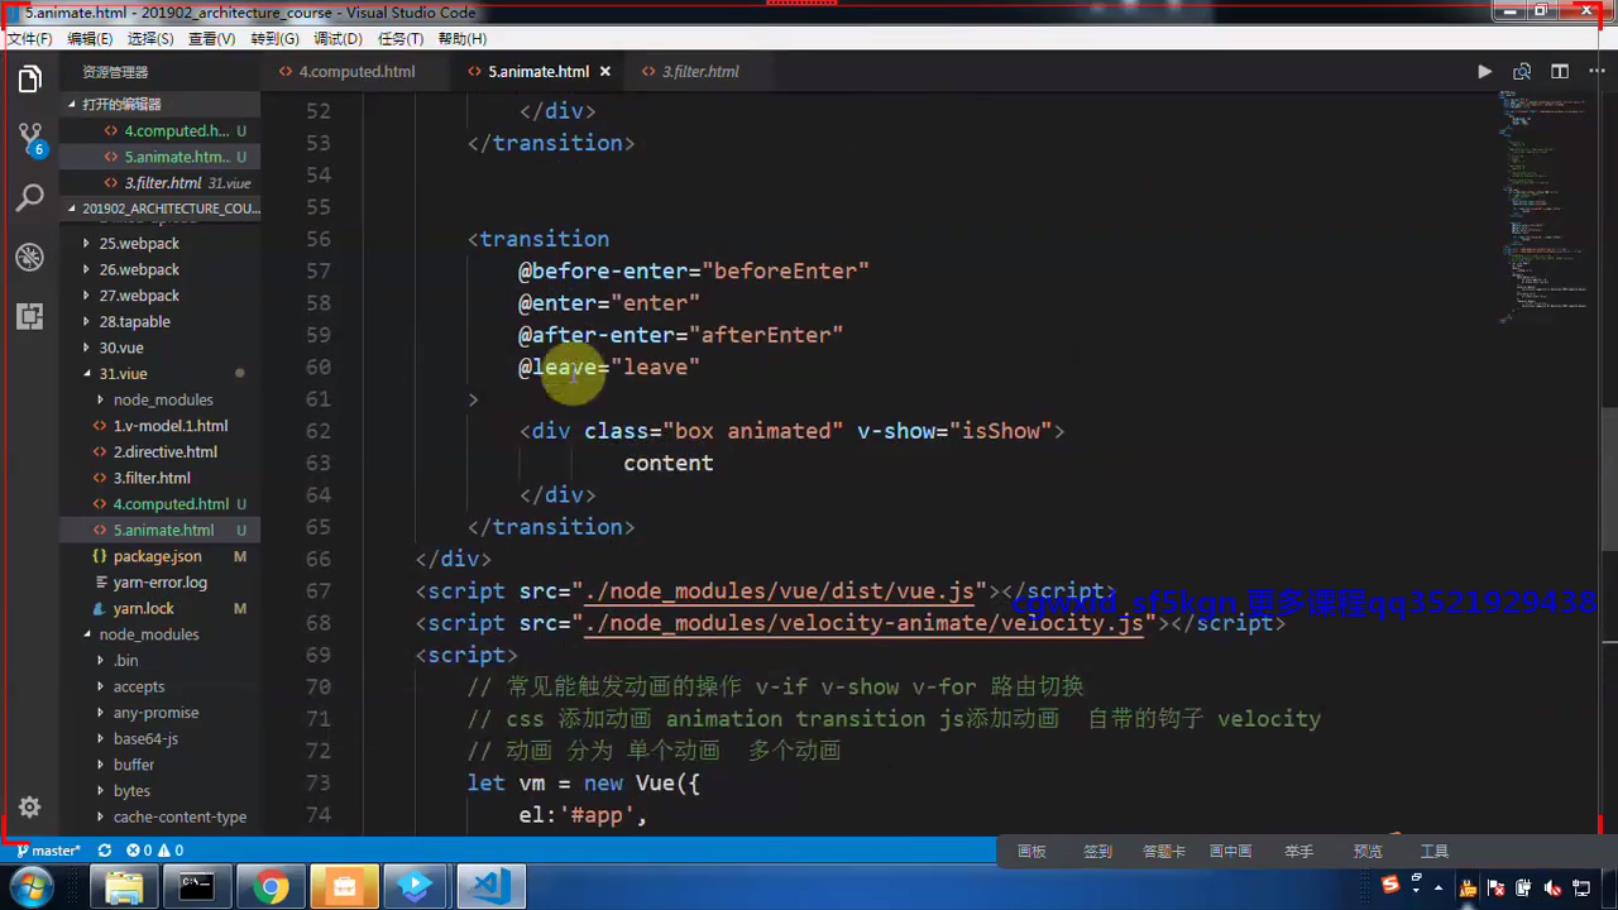 5.animate.html - 201902_architecture_course - Visual Studio Code
文件(F) 编辑(E) 选择(S) 查看(V) 转到(G) 调试(D) 任务(T) 帮助(H)
资源管理器
打开的编辑器
4.computed.h... U
5.animate.htm... U
3.filter.html 31.viue
201902_ARCHITECTURE_COU...
25.webpack
26.webpack
27.webpack
28.tapable
30.vue
31.viue
node_modules
1.v-model.1.html
2.directive.html
3.filter.html
4.computed.html U
5.animate.html U
package.json M
yarn-error.log
yarn.lock M
node_modules
.bin
accepts
any-promise
base64-js
buffer
bytes
cache-content-type
6
4.computed.html 5.animate.html 3.filter.html
52 </div>
53 </transition>
54
55
56 <transition
57 @before-enter="beforeEnter"
58 @enter="enter"
59 @after-enter="afterEnter"
60 @leave="leave"
61 >
62 <div class="box animated" v-show="isShow">
63 content
64 </div>
65 </transition>
66 </div>
67 <script src="./node_modules/vue/dist/vue.js"></script>
cgwxid_sf5kgn 更多课程qq3521929438
68 <script src="./node_modules/velocity-animate/velocity.js"></script>
69 <script>
70 // 常见能触发动画的操作 v-if v-show v-for 路由切换
71 // css 添加动画 animation transition js添加动画 自带的钩子 velocity
72 // 动画 分为 单个动画 多个动画
73 let vm = new Vue({
74 el:'#app',
master* 0 0
画板 签到 答题卡 画中画 举手 预览 工具